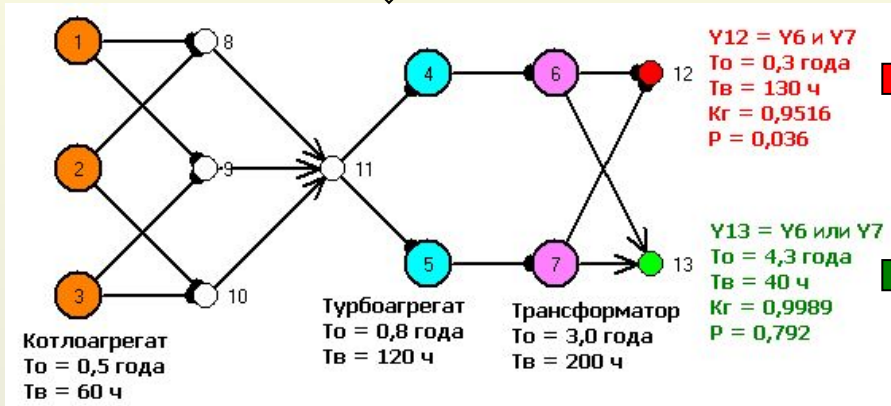 1
8
2
9
3
10
11
4
5
6
7
12
13
Y12 = Y6 и Y7
То = 0,3 года
Тв = 130 ч
Кг = 0,9516
Р = 0,036
Y13 = Y6 или Y7
То = 4,3 года
Тв = 40 ч
Кг = 0,9989
Р = 0,792
Котлоагрегат
То = 0,5 года
Тв = 60 ч
Турбоагрегат
То = 0,8 года
Тв = 120 ч
Трансформатор
То = 3,0 года
Тв = 200 ч